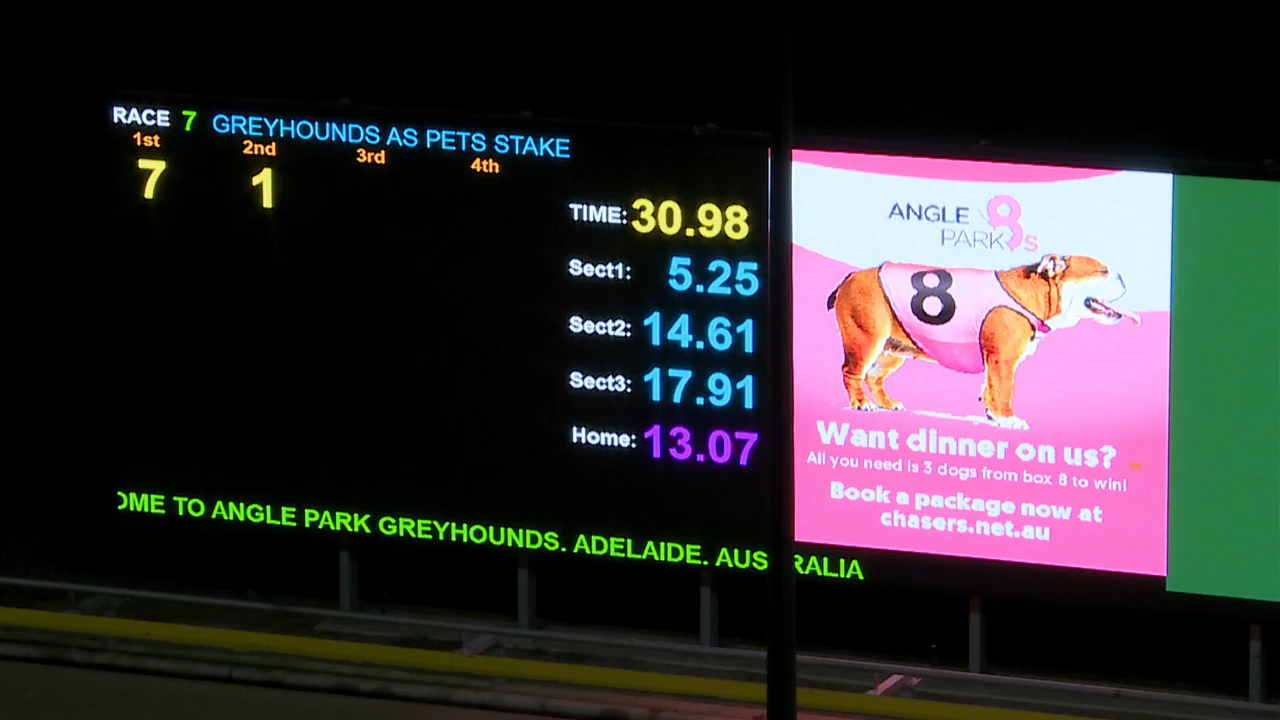 RACE 7 GREYHOUNDS AS PETS STAKE
1st 2nd 3rd 4th
7 1
TIME: 30.98
Sect1: 5.25
Sect2: 14.61
Sect3: 17.91
Home: 13.07
OME TO ANGLE PARK GREYHOUNDS. ADELAIDE. AUS RALIA
ANGLE
PARK 8s
8
Want dinner on us?
All you need is 3 dogs from box 8 to win!
Book a package now at
chasers.net.au